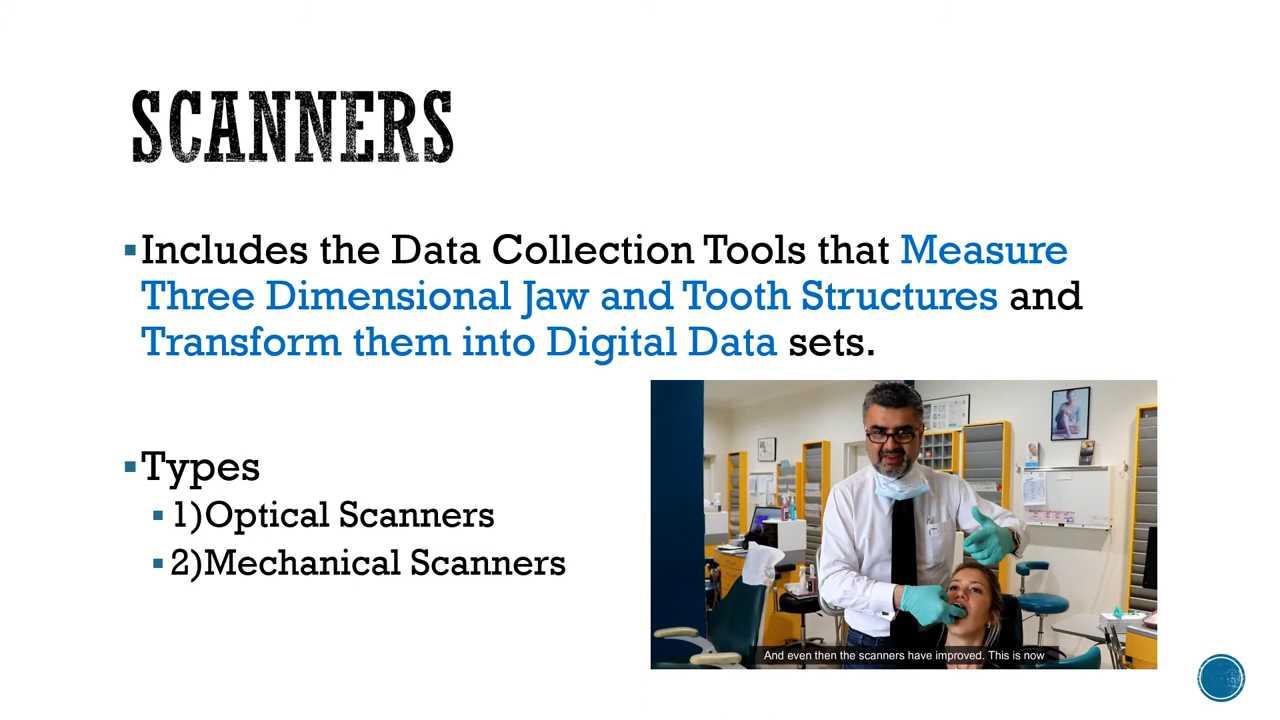 SCANNERS
▪Includes the Data Collection Tools that Measure
Three Dimensional Jaw and Tooth Structures and
Transform them into Digital Data sets.
▪Types
▪ 1)Optical Scanners
▪ 2)Mechanical Scanners
And even then the scanners have improved. This is now